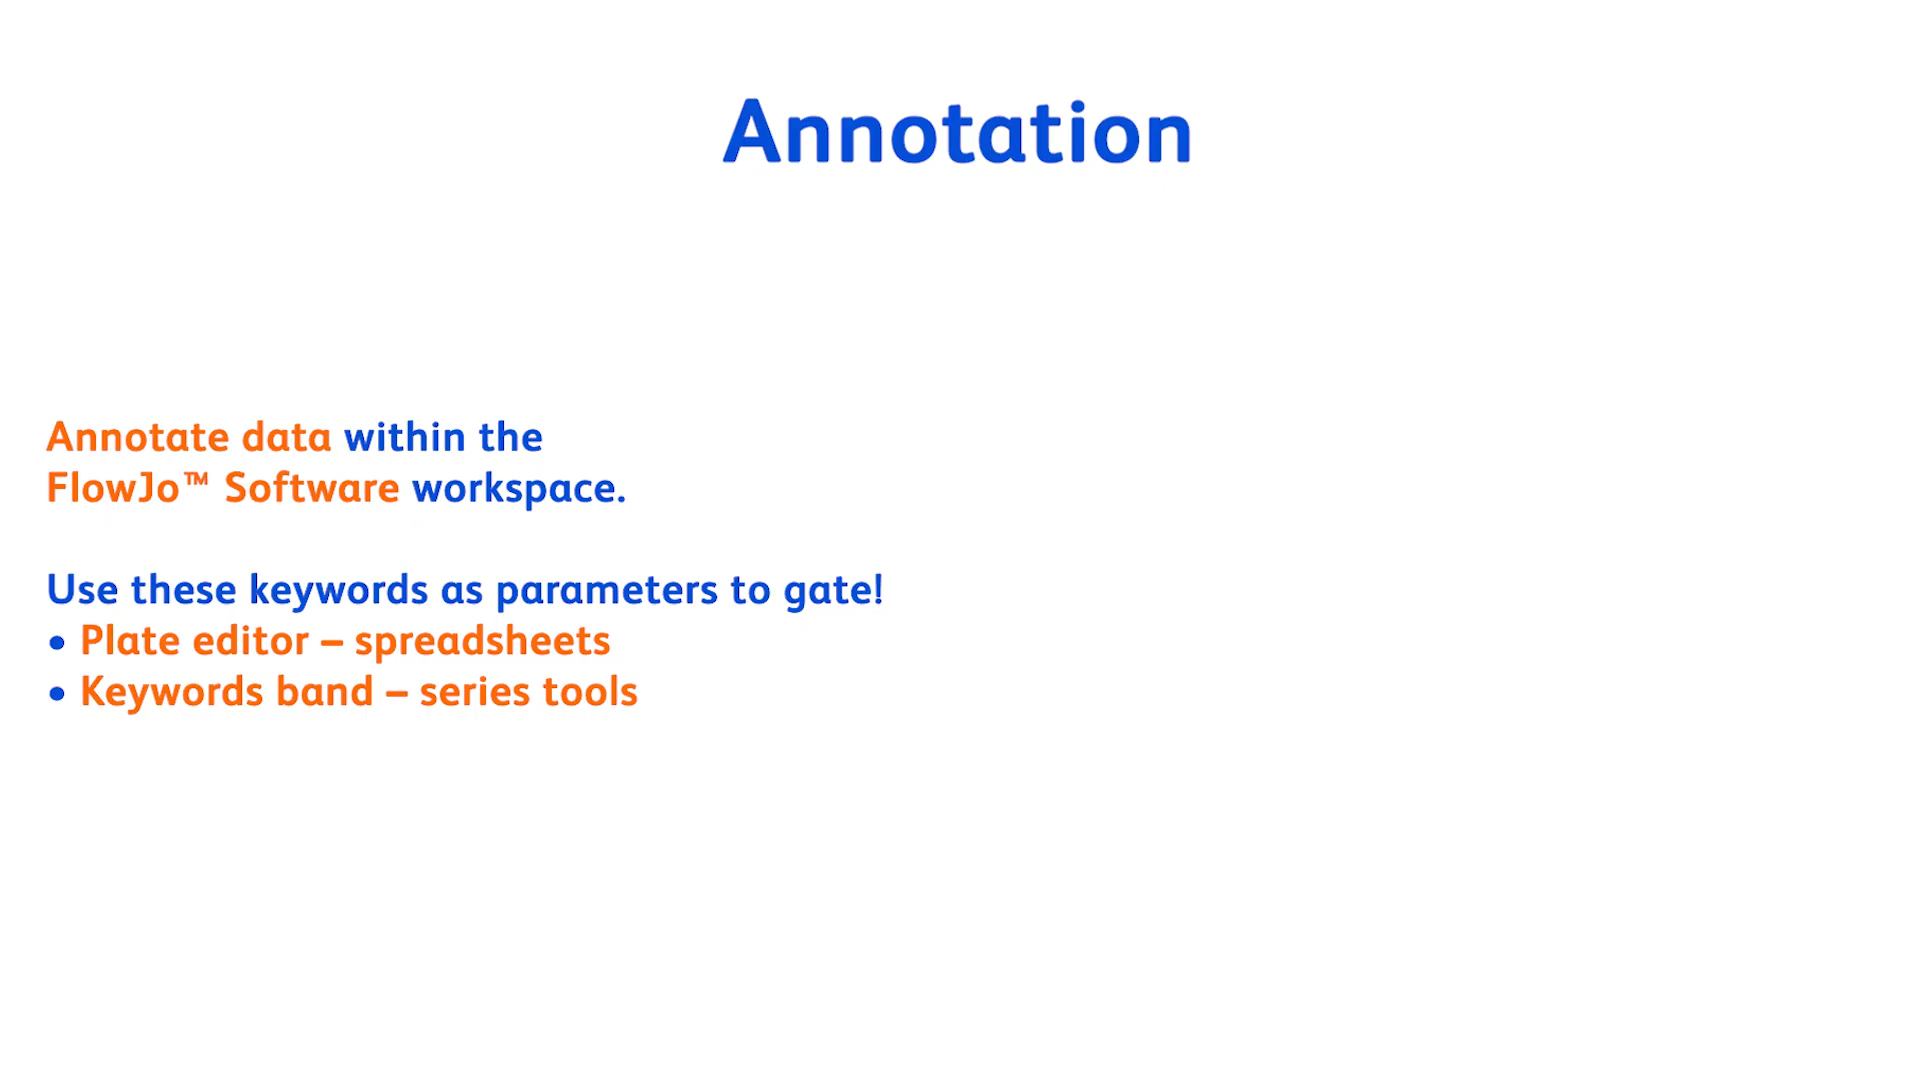 Annotation
Annotate data within the
FlowJo™ Software workspace.
Use these keywords as parameters to gate!
• Plate editor – spreadsheets
• Keywords band – series tools